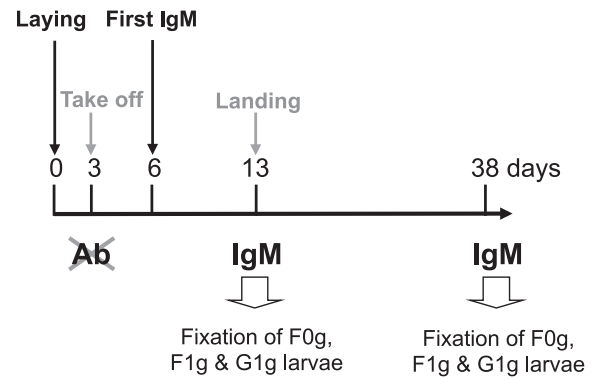 Laying First IgM
Take off Landing
0 3 6 13 38 days
Ab IgM IgM
Fixation of F0g,
F1g & G1g larvae
Fixation of F0g,
F1g & G1g larvae